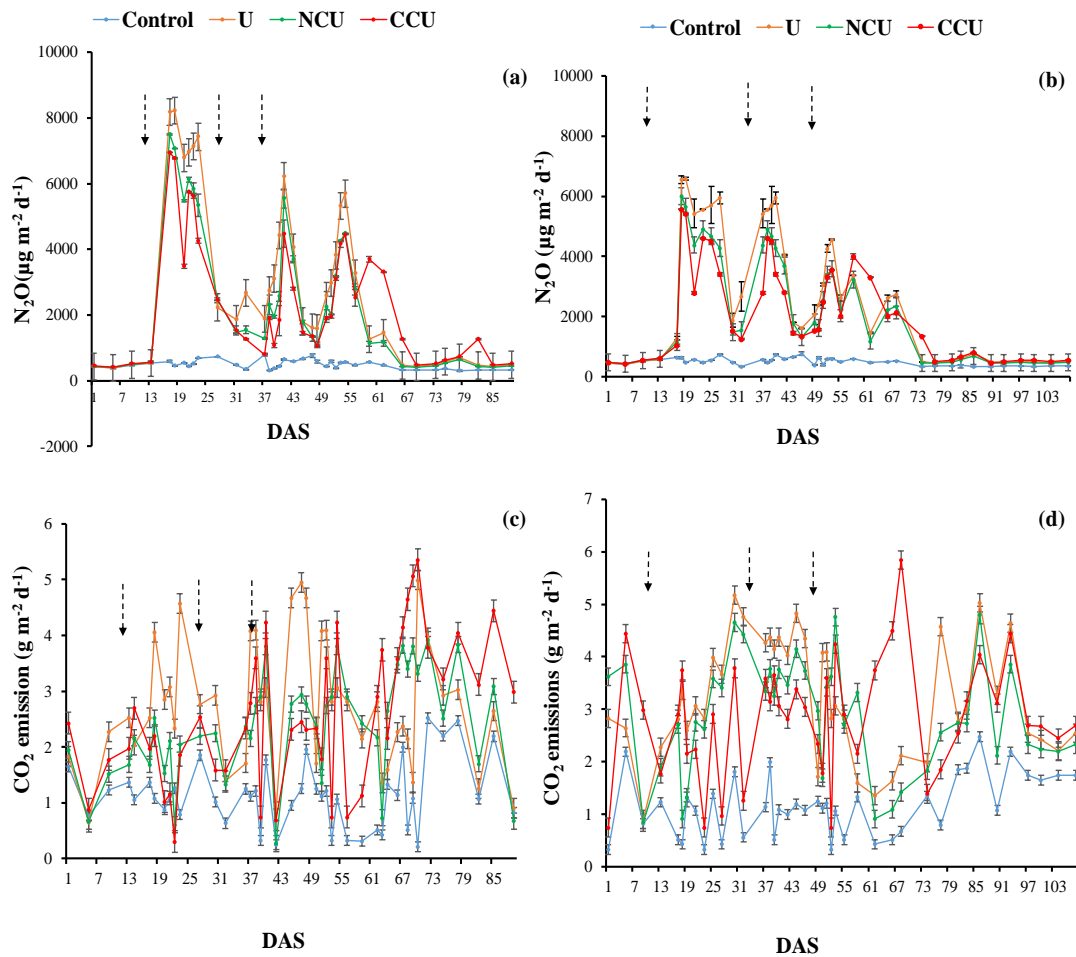 Control U NCU CCU
Control U NCU CCU
(a)
10000
8000
6000
4000
2000
0
-2000
N₂O(µg m⁻² d⁻¹)
1 7 13 19 25 31 37 43 49 55 61 67 73 79 85
DAS
(b)
10000
8000
6000
4000
2000
0
N₂O (µg m⁻² d⁻¹)
1 7 13 19 25 31 37 43 49 55 61 67 73 79 85 91 97 103
DAS
(c)
6
5
4
3
2
1
0
CO₂ emission (g m⁻² d⁻¹)
1 7 13 19 25 31 37 43 49 55 61 67 73 79 85
DAS
(d)
7
6
5
4
3
2
1
0
CO₂ emissions (g m⁻² d⁻¹)
1 7 13 19 25 31 37 43 49 55 61 67 73 79 85 91 97 103
DAS